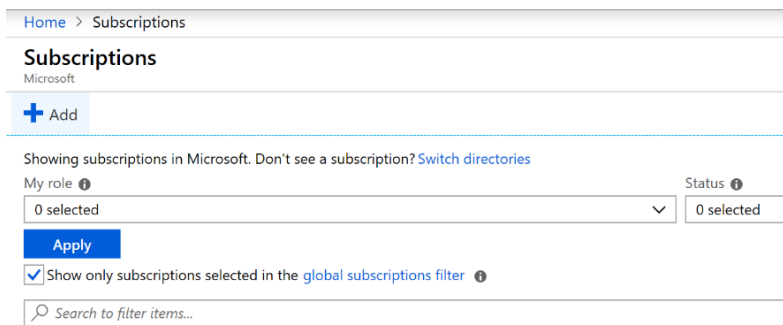 Home > Subscriptions
Subscriptions
Microsoft
Add
Showing subscriptions in Microsoft. Don't see a subscription? Switch directories
My role Status
0 selected 0 selected
Apply
Show only subscriptions selected in the global subscriptions filter
Search to filter items...